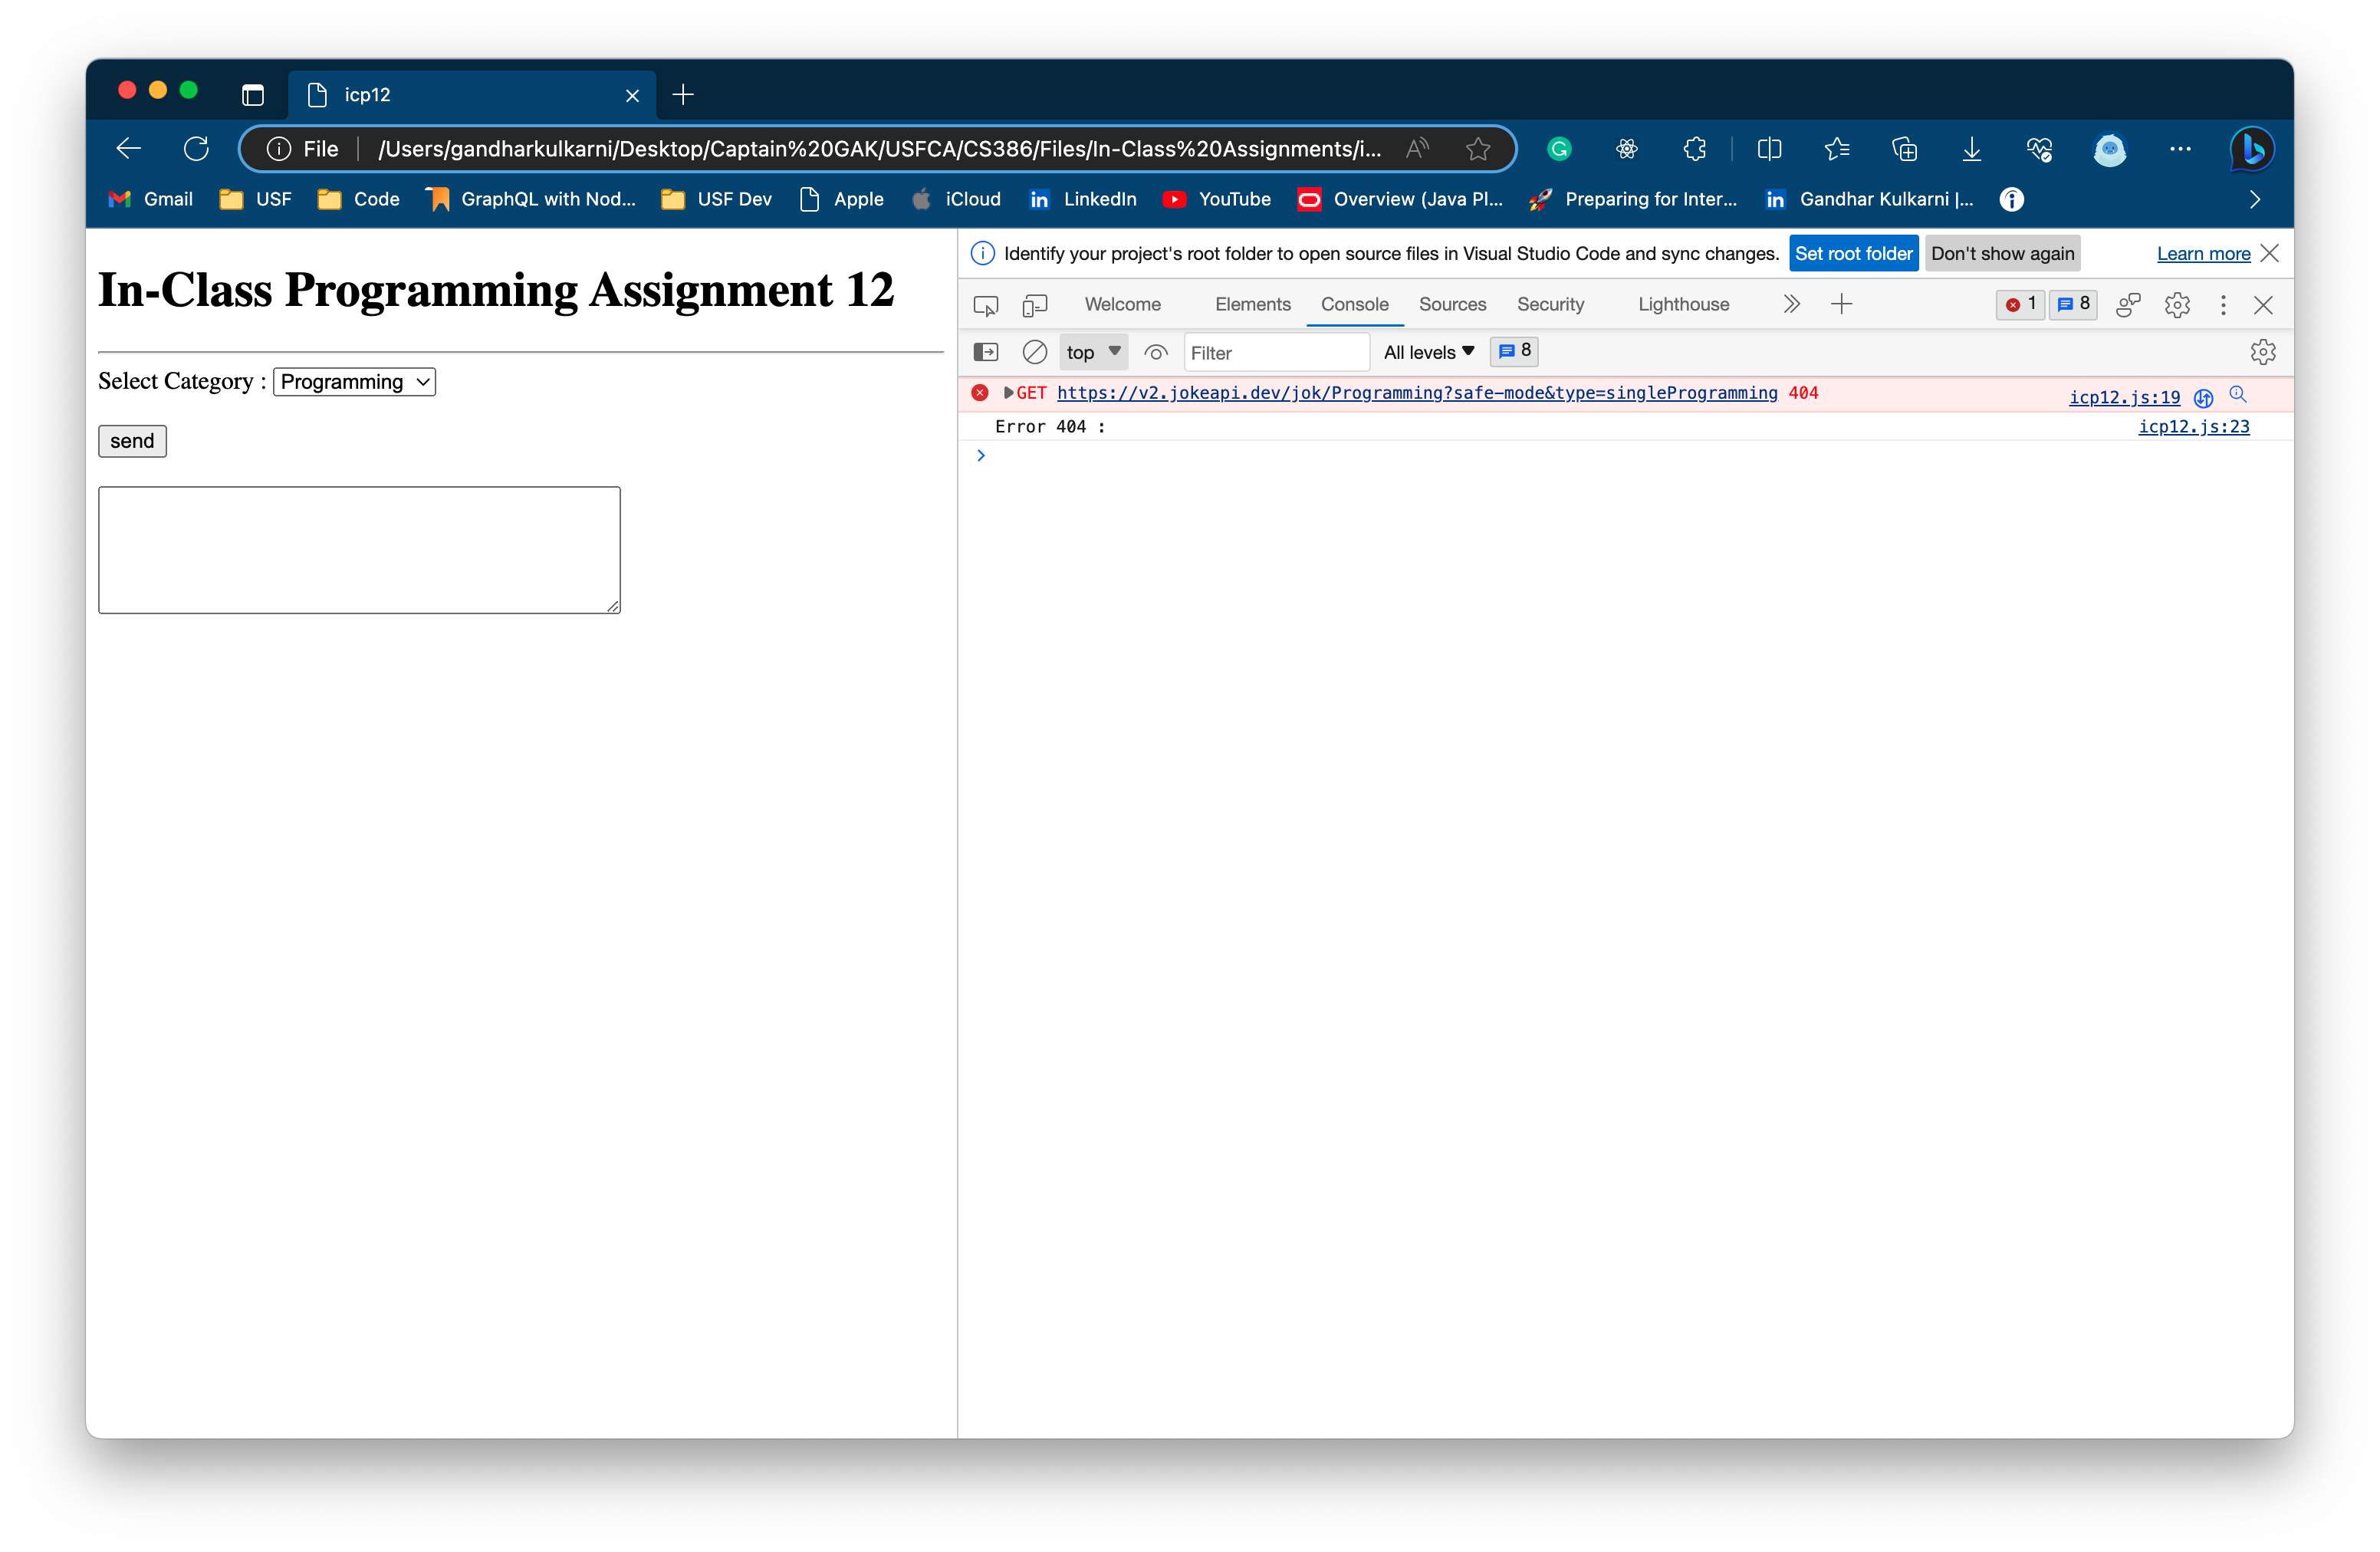 icp12
File /Users/gandharkulkarni/Desktop/Captain%20GAK/USFCA/CS386/Files/In-Class%20Assignments/i...
Gmail USF Code GraphQL with Nod... USF Dev Apple iCloud LinkedIn YouTube Overview (Java Pl... Preparing for Inter... Gandhar Kulkarni |...
In-Class Programming Assignment 12
Select Category : Programming
send
Identify your project's root folder to open source files in Visual Studio Code and sync changes. Set root folder Don't show again Learn more
Welcome Elements Console Sources Security Lighthouse 1 8
top Filter All levels 8
GET https://v2.jokeapi.dev/jok/Programming?safe-mode&type=singleProgramming 404 icp12.js:19
Error 404 : icp12.js:23